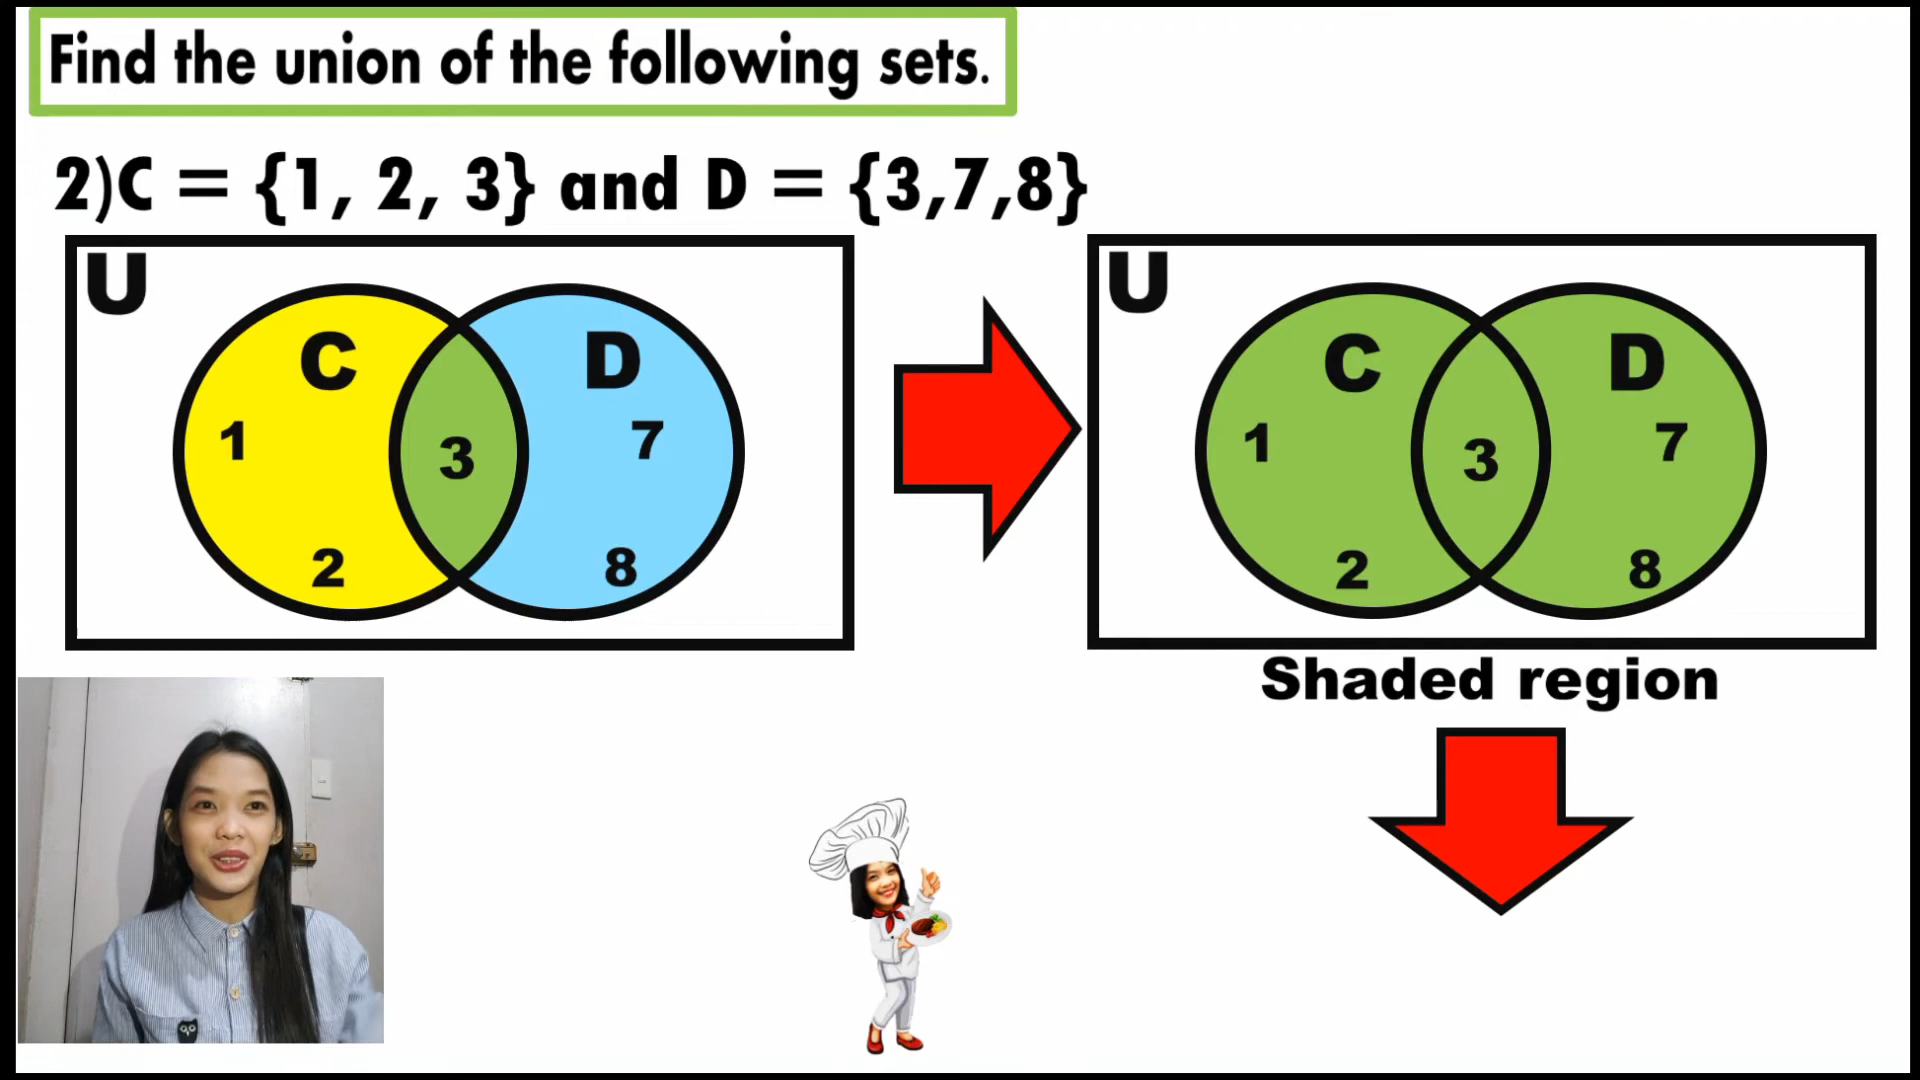 Find the union of the following sets.
2)C = {1, 2, 3} and D = {3,7,8}
U
C
D
1
3
7
2
8
U
C
D
1
3
7
2
8
Shaded region